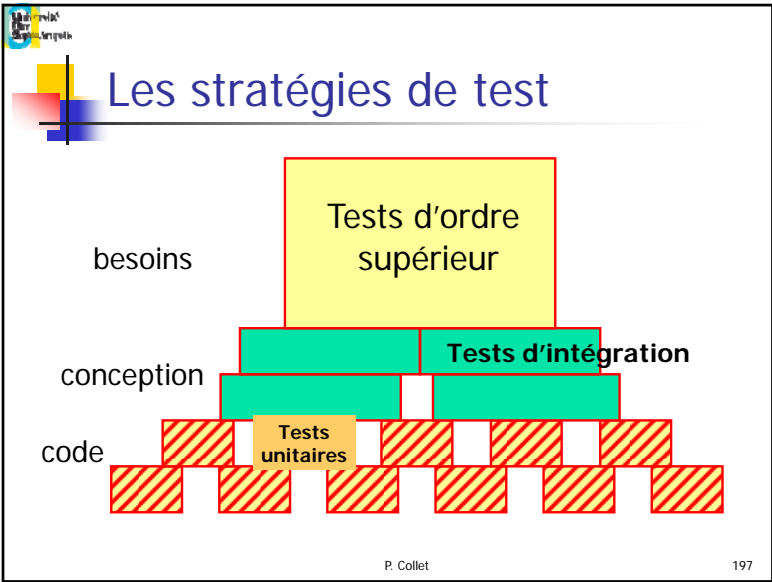 Les stratégies de test
Tests d'ordre
supérieur
besoins
Tests d'intégration
conception
Tests
unitaires
code
P. Collet
197